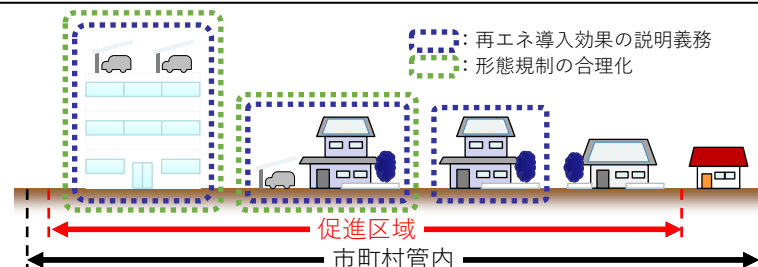 ：再エネ導入効果の説明義務
：形態規制の合理化
促進区域
市町村管内